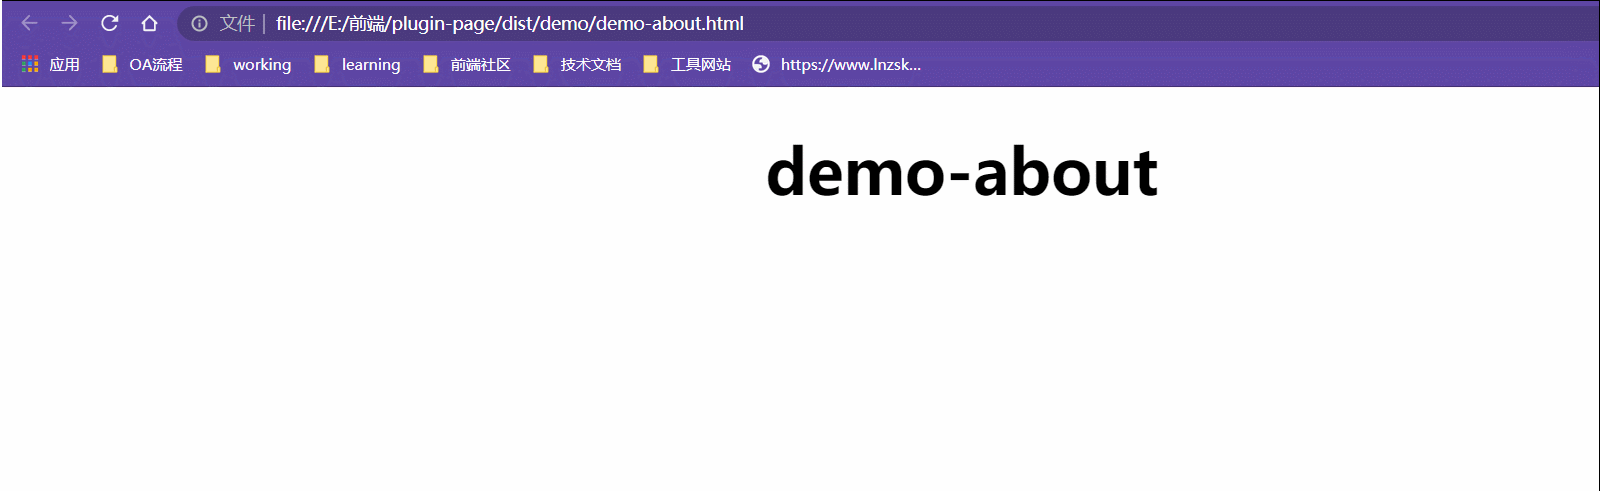 文件 | file:///E:/前端/plugin-page/dist/demo/demo-about.html
应用 OA流程 working learning 前端社区 技术文档 工具网站 https://www.lnzsk...
demo-about